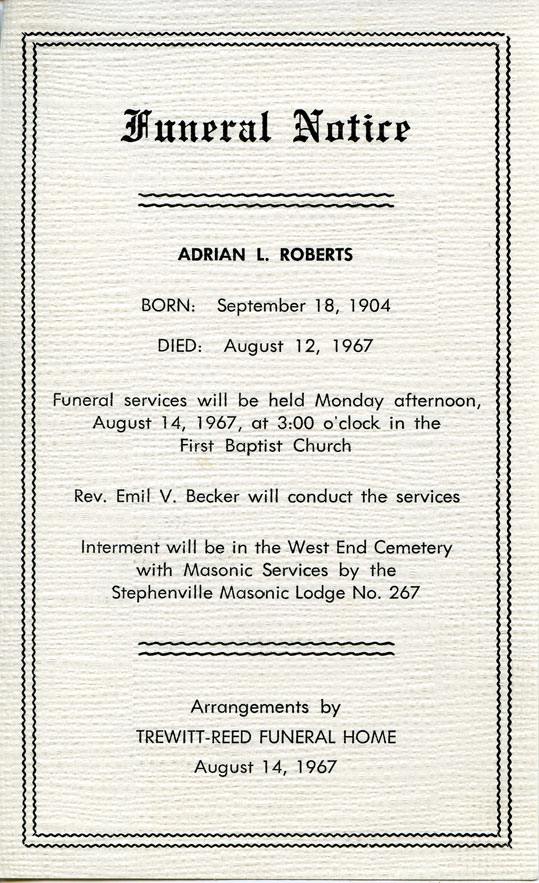 Funeral Notice
ADRIAN L. ROBERTS
BORN: September 18, 1904
DIED: August 12, 1967
Funeral services will be held Monday afternoon,
August 14, 1967, at 3:00 o'clock in the
First Baptist Church
Rev. Emil V. Becker will conduct the services
Interment will be in the West End Cemetery
with Masonic Services by the
Stephenville Masonic Lodge No. 267
Arrangements by
TREWITT-REED FUNERAL HOME
August 14, 1967